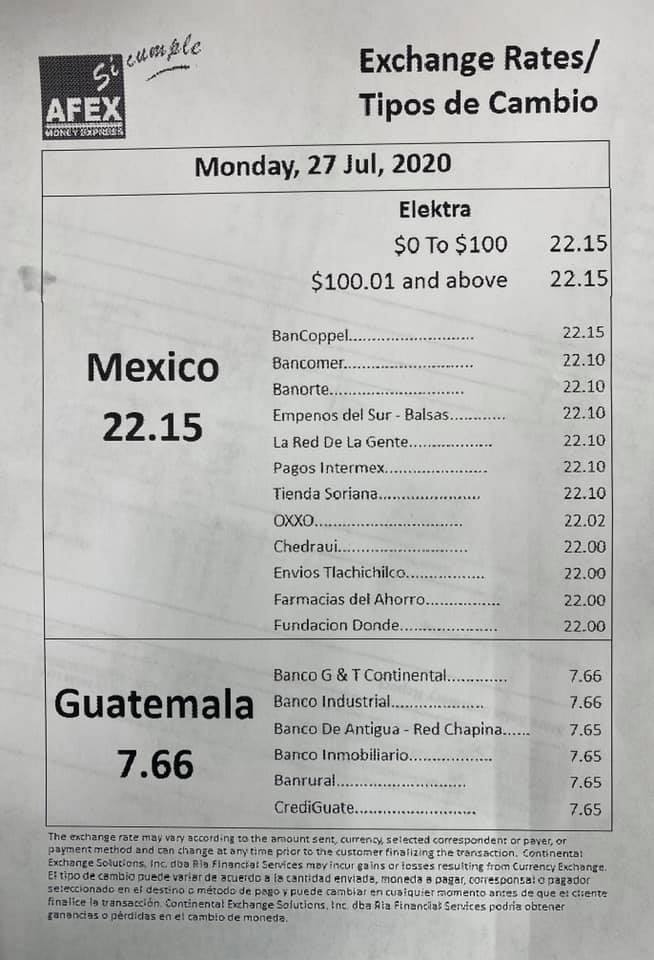 Sí cumple
AFEX
MONEY EXPRESS
Exchange Rates/
Tipos de Cambio
Monday, 27 Jul, 2020
Elektra
$0 To $100 22.15
$100.01 and above 22.15
Mexico
22.15
BanCoppel.......................... 22.15
Bancomer.......................... 22.10
Banorte........................... 22.10
Empenos del Sur - Balsas........... 22.10
La Red De La Gente................. 22.10
Pagos Intermex..................... 22.10
Tienda Soriana..................... 22.10
OXXO.............................. 22.02
Chedraui........................... 22.00
Envios Tlachichilco................ 22.00
Farmacias del Ahorro............... 22.00
Fundacion Donde.................... 22.00
Guatemala
7.66
Banco G & T Continental............ 7.66
Banco Industrial................... 7.66
Banco De Antigua - Red Chapina...... 7.65
Banco Inmobiliario................. 7.65
Banrural........................... 7.65
CrediGuate......................... 7.65
The exchange rate may vary according to the amount sent, currency, selected correspondent or payer, or
payment method and can change at any time prior to the customer finalizing the transaction. Continental
Exchange Solutions, Inc. dba Ria Financial Services may incur gains or losses resulting from Currency Exchange.
El tipo de cambio puede variar de acuerdo a la cantidad enviada, moneda a pagar, corresponsal o pagador
seleccionado en el destino o método de pago y puede cambiar en cualquier momento antes de que el cliente
finalice la transacción. Continental Exchange Solutions, Inc. dba Ria Financial Services podría obtener
ganancias o pérdidas en el cambio de moneda.